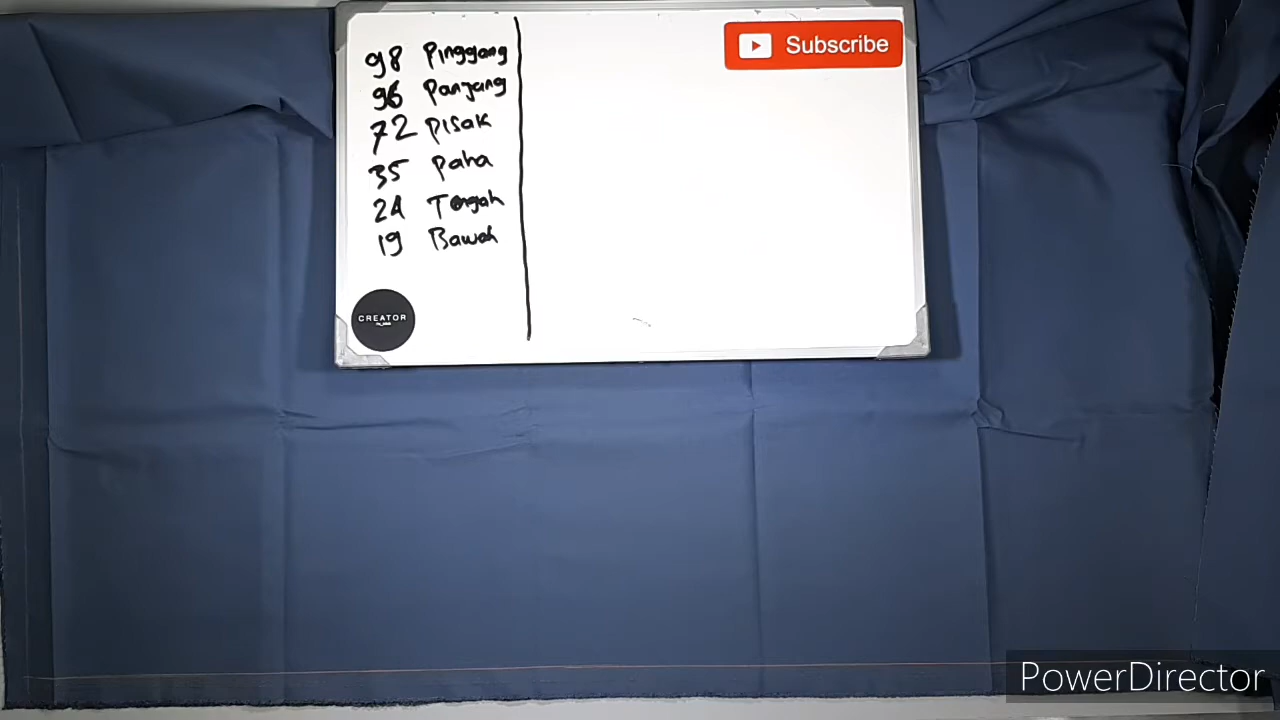 98 Pinggang
96 Panjang
72 Pisak
35 Paha
24 Tengah
19 Bawah
Subscribe
CREATOR
PowerDirector